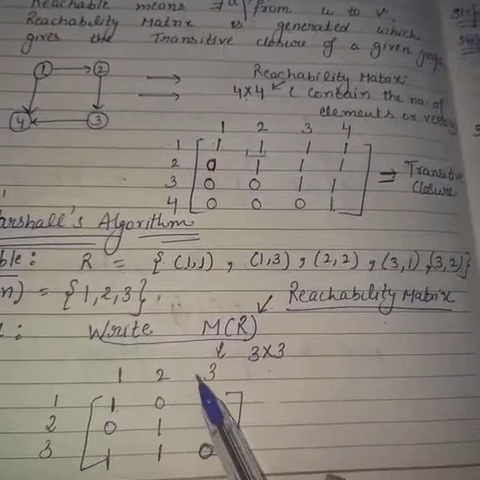 Reachable means ∃ a path from u to v.
Reachability Matrix is generated which
gives the Transitive closure of a given graph
1 2
4 3
Reachability Matrix
4x4 ( contain the no. of
elements or
1 2 3 4
1 1 1 1 1
2 0 1 1 1
3 0 0 1 1
4 0 0 0 1
⇒ Transitive
closure
arshall's Algorithm
ble: R = { (1,1) , (1,3) , (2,2) , (3,1) , (3,2) }
n) = {1,2,3} .
Reachability Matrix
Write M(R)
3x3
1 2 3
1 1 0
2 0 1
3 1 1 0